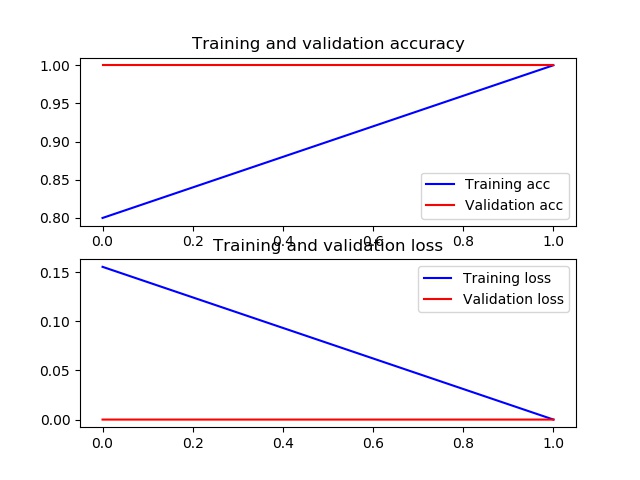 Training and validation accuracy
1.00
0.95
0.90
0.85
0.80
Training acc
Validation acc
0.0 0.2 0.4 0.6 0.8 1.0
Training and validation loss
0.15
0.10
0.05
0.00
Training loss
Validation loss
0.0 0.2 0.4 0.6 0.8 1.0